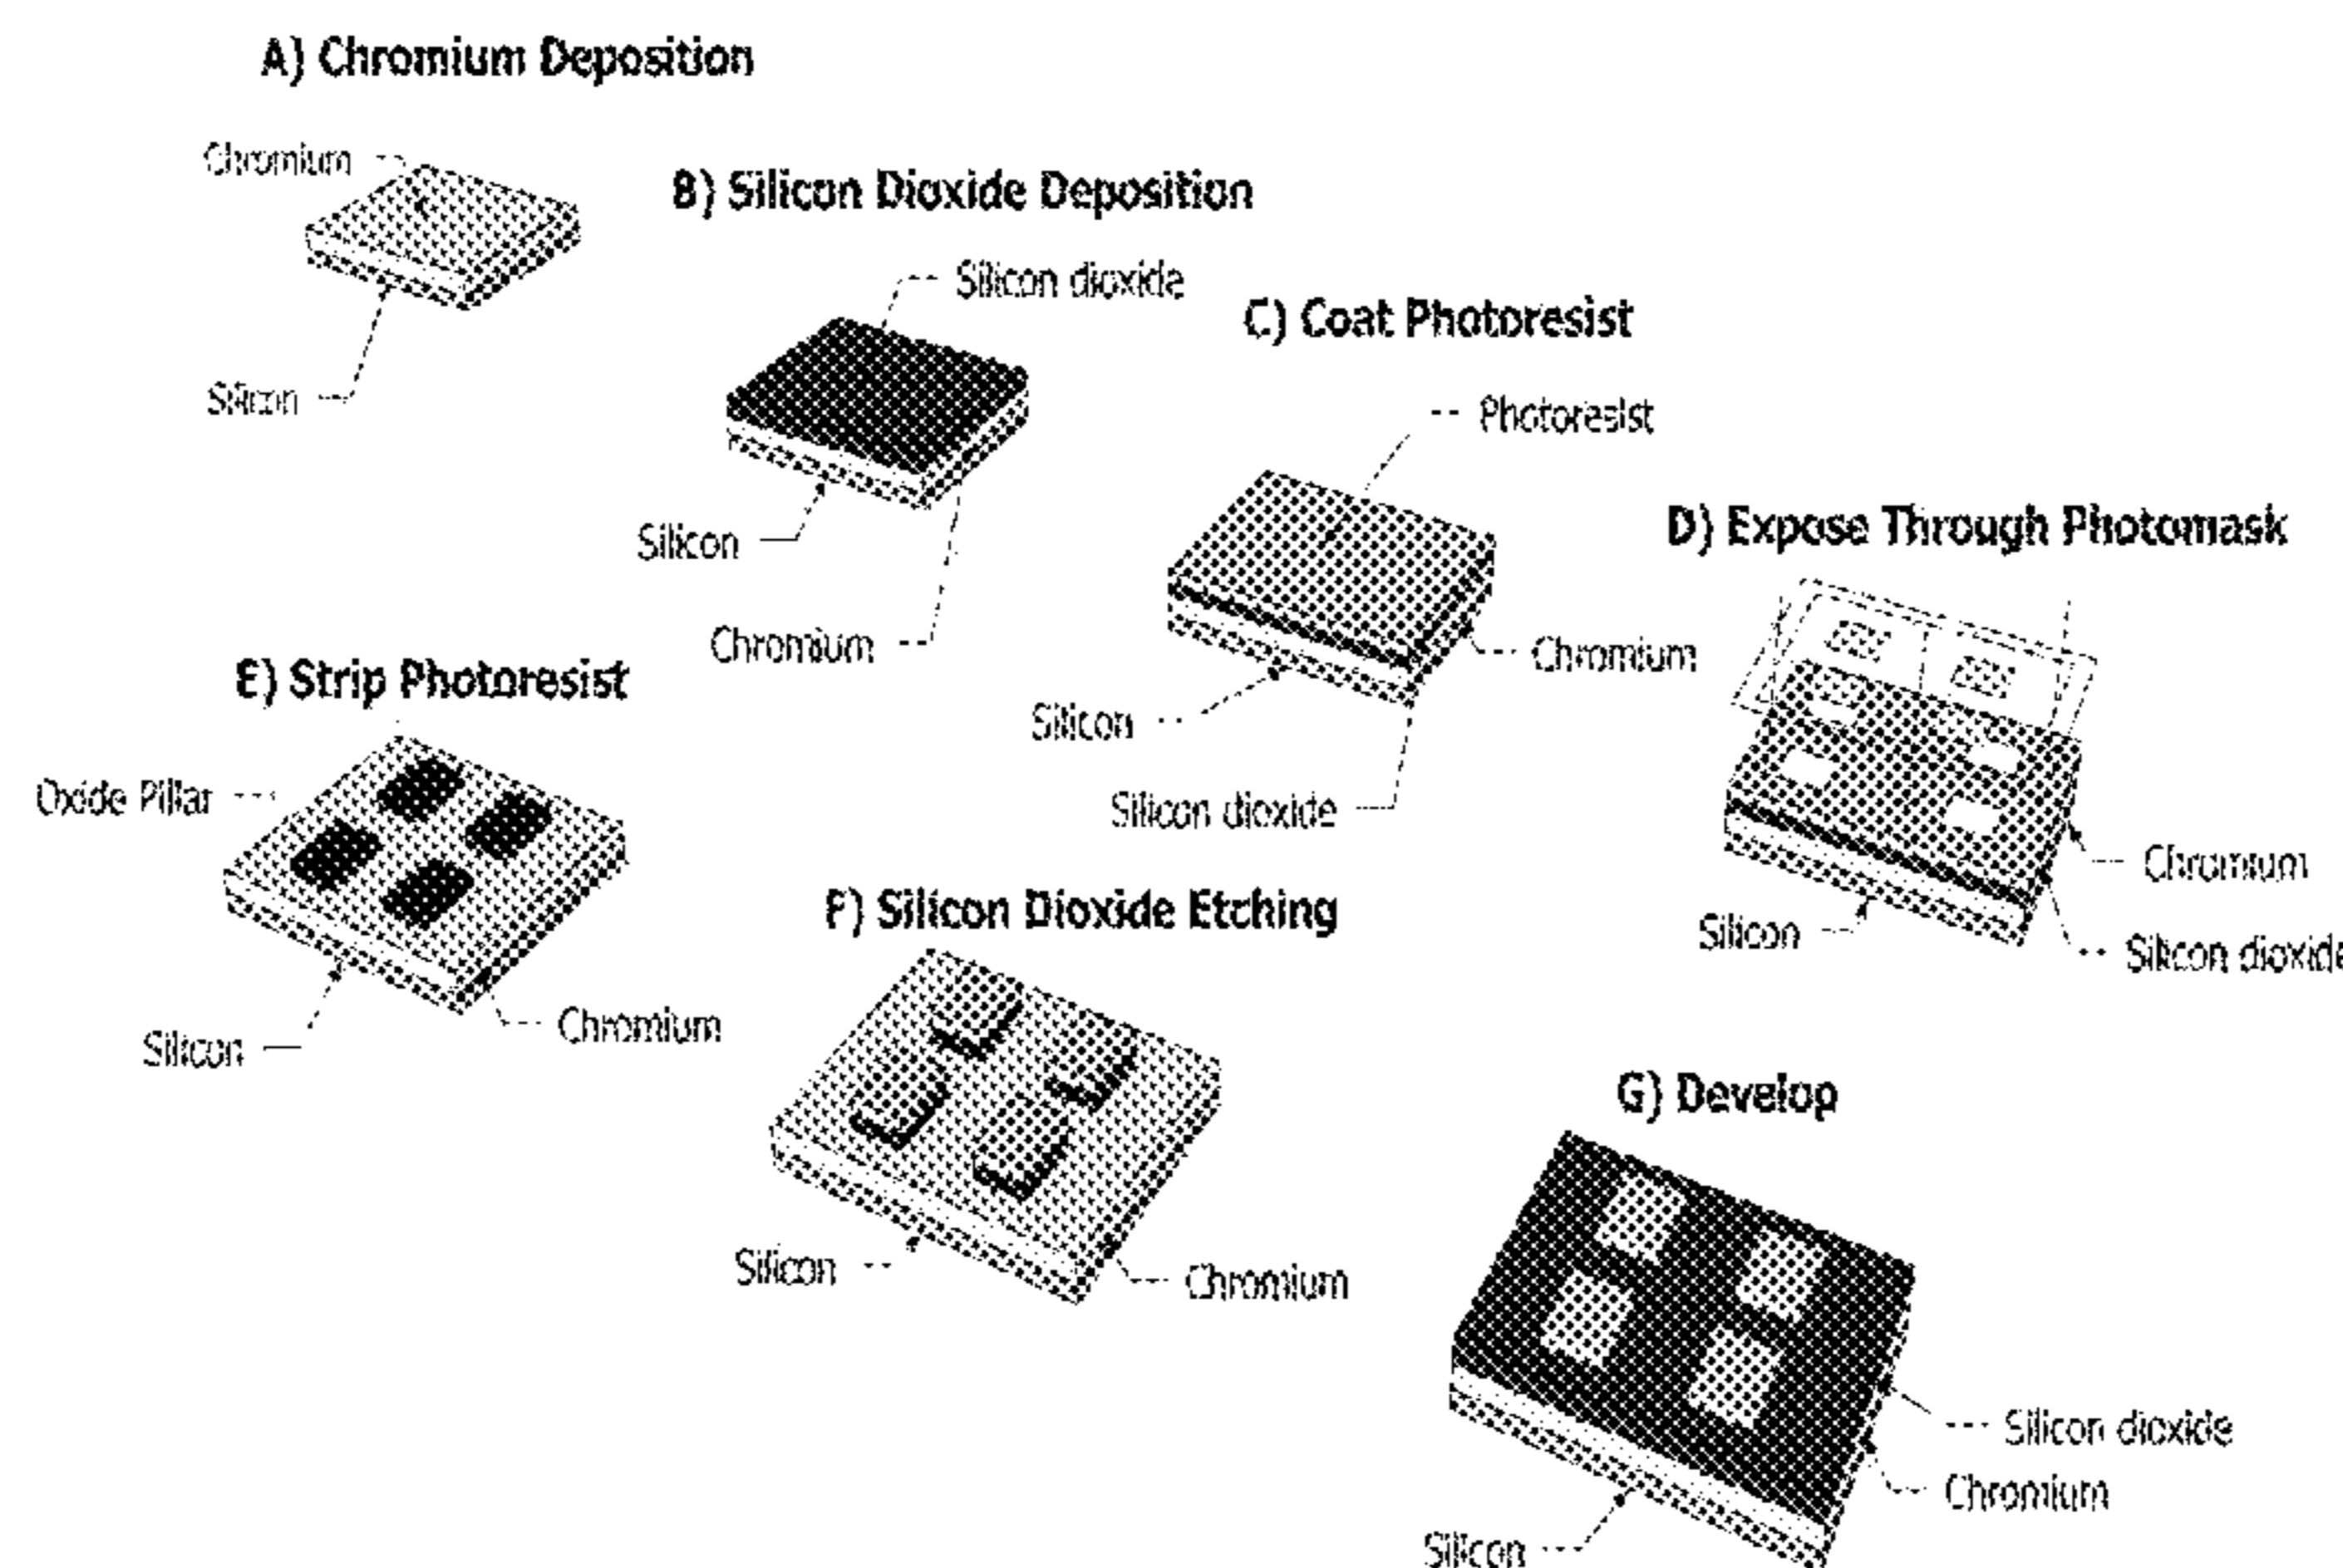 A) Chromium Deposition
Chromium
Silicon
B) Silicon Dioxide Deposition
Silicon dioxide
Silicon
Chromium
C) Coat Photoresist
Photoresist
Chromium
Silicon
Silicon dioxide
D) Expose Through Photomask
Chromium
Silicon
Silicon dioxide
E) Strip Photoresist
Oxide Pillar
Chromium
Silicon
F) Silicon Dioxide Etching
Silicon
Chromium
G) Develop
Silicon dioxide
Chromium
Silicon